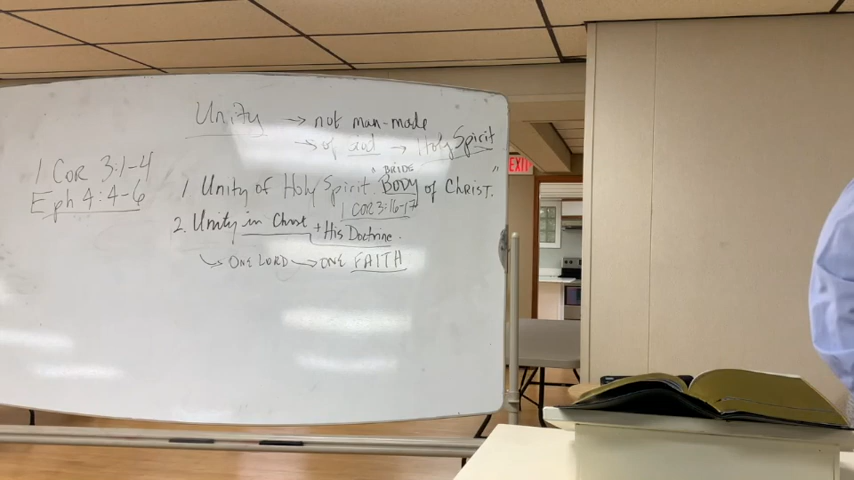 Unity → not man-made
→ of God → Holy Spirit
1 Cor 3:1-4
Eph 4:4-6
BRIDE
1 Unity of Holy Spirit. "BODY of Christ."
1 COR 3:16-17
2. Unity in Christ + His Doctrine.
↳ ONE LORD → ONE FAITH
EXIT